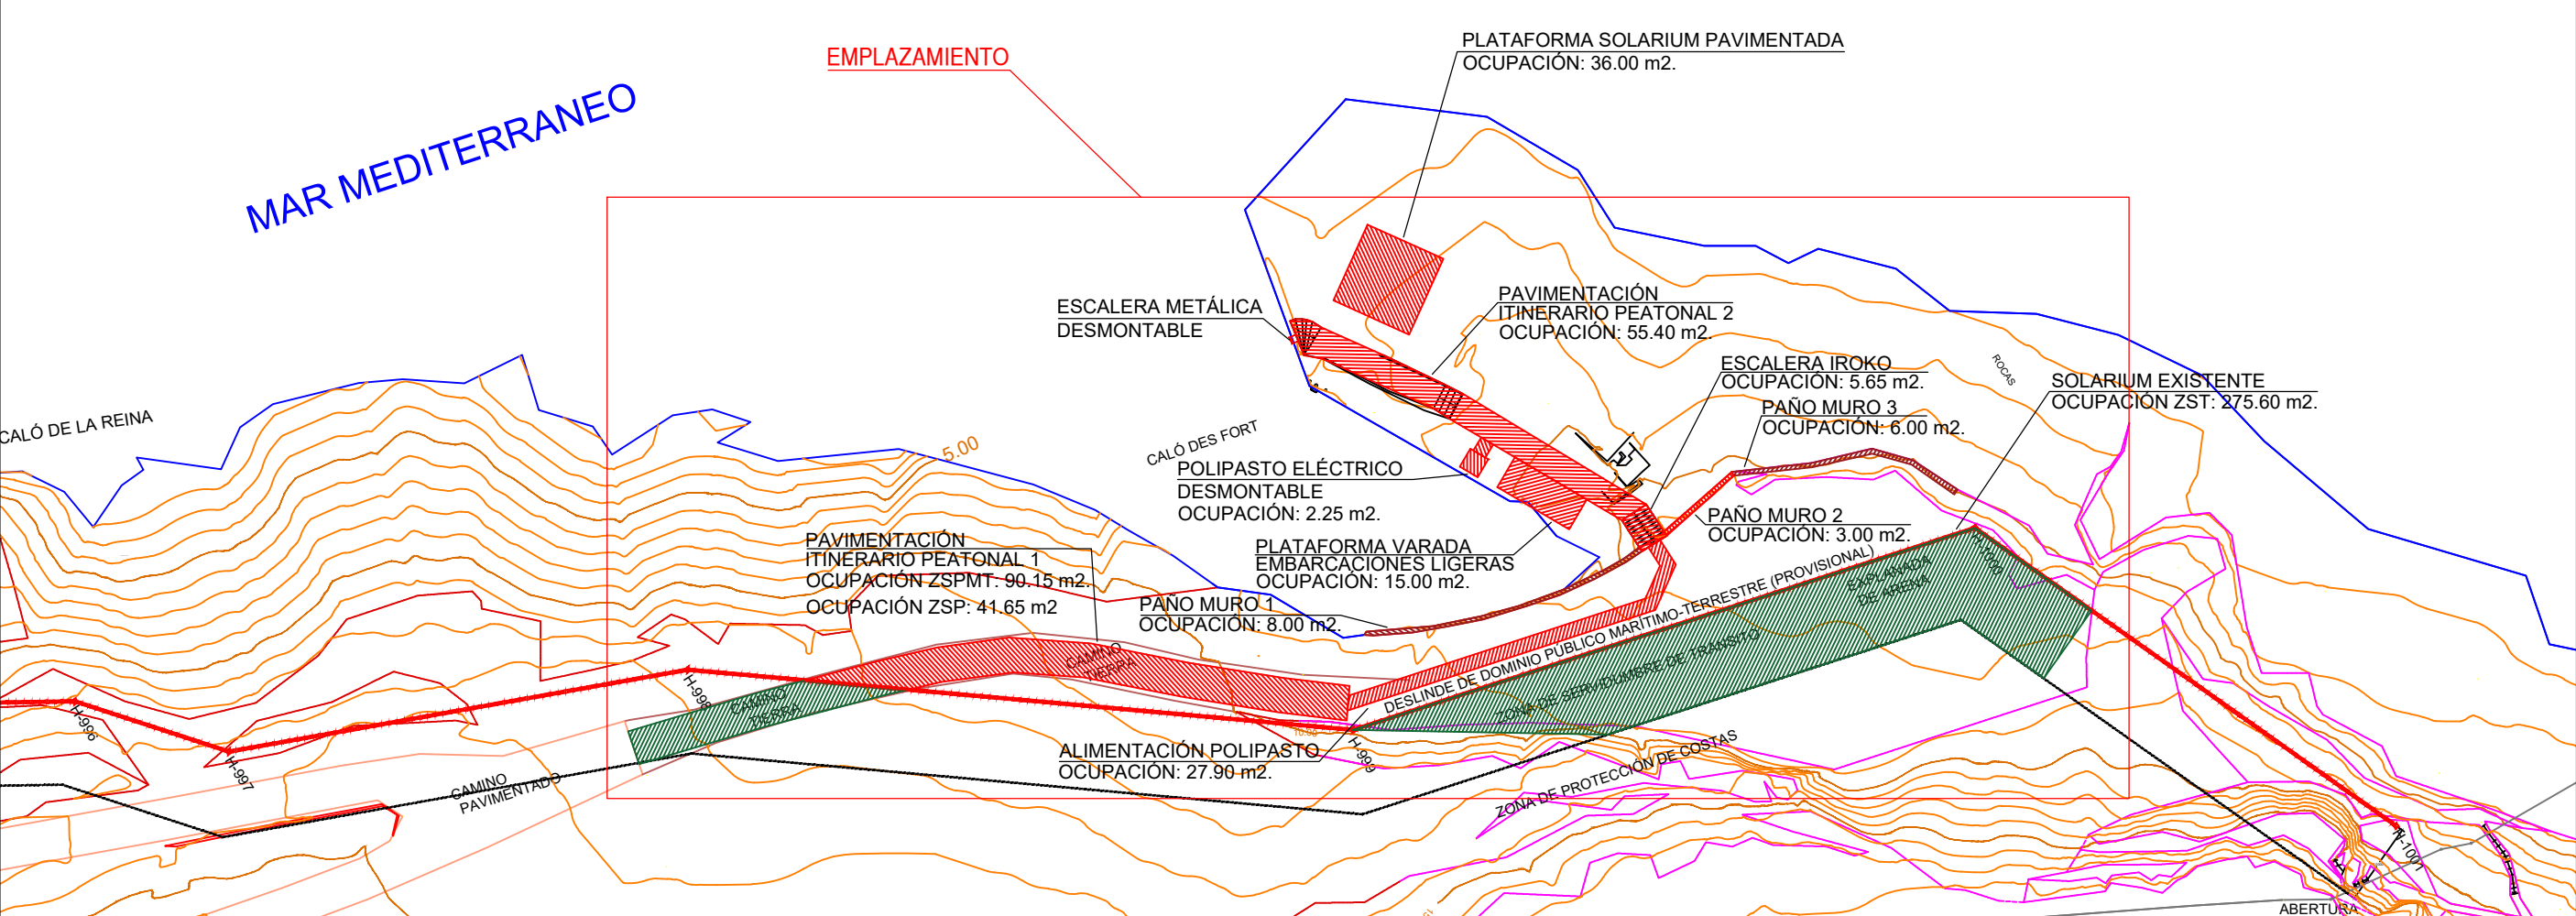 PLATAFORMA SOLARIUM PAVIMENTADA
OCUPACIÓN: 36.00 m2.
EMPLAZAMIENTO
MAR MEDITERRANEO
ESCALERA METÁLICA
DESMONTABLE
PAVIMENTACIÓN
ITINERARIO PEATONAL 2
OCUPACIÓN: 55.40 m2.
ESCALERA IROKO
OCUPACIÓN: 5.65 m2.
ROCAS
SOLARIUM EXISTENTE
OCUPACIÓN ZST: 275.60 m2.
PAÑO MURO 3
OCUPACIÓN: 6.00 m2.
CALÓ DE LA REINA
5.00
CALÓ DES FORT
POLIPASTO ELÉCTRICO
DESMONTABLE
OCUPACIÓN: 2.25 m2.
PAÑO MURO 2
OCUPACIÓN: 3.00 m2.
PAVIMENTACIÓN
ITINERARIO PEATONAL 1
OCUPACIÓN ZSPMT: 90.15 m2.
OCUPACIÓN ZSP: 41.65 m2
PLATAFORMA VARADA
EMBARCACIONES LIGERAS
OCUPACIÓN: 15.00 m2.
PAÑO MURO 1
OCUPACIÓN: 8.00 m2.
DESLINDE DE DOMINIO PÚBLICO MARÍTIMO-TERRESTRE (PROVISIONAL)
EXPLANADA
DE ARENA
H-1000
ZONA DE SERVIDUMBRE DE TRÁNSITO
CAMINO
TIERRA
CAMINO
TIERRA
H-996
H-997
H-998
H-999
10.00
ALIMENTACIÓN POLIPASTO
OCUPACIÓN: 27.90 m2.
ZONA DE PROTECCIÓN DE COSTAS
CAMINO
PAVIMENTADO
H-1001
ABERTURA